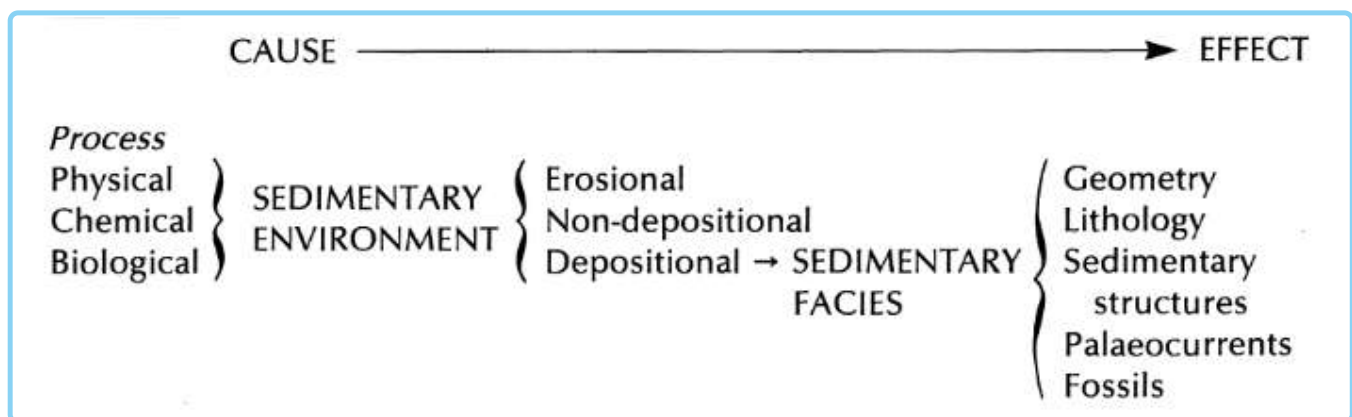 CAUSE → EFFECT
Process
Physical
Chemical
Biological
SEDIMENTARY
ENVIRONMENT
Erosional
Non-depositional
Depositional → SEDIMENTARY
FACIES
Geometry
Lithology
Sedimentary
structures
Palaeocurrents
Fossils